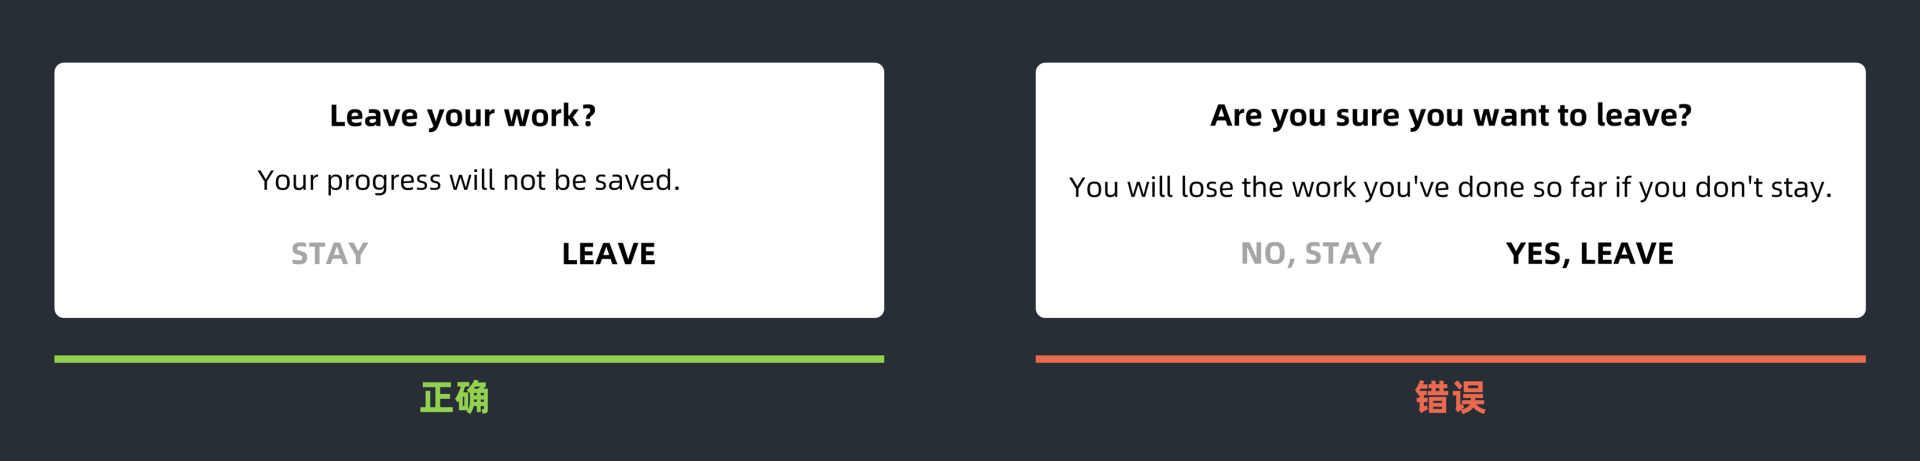 Leave your work?
Your progress will not be saved.
STAY
LEAVE
正确
Are you sure you want to leave?
You will lose the work you've done so far if you don't stay.
NO, STAY
YES, LEAVE
错误